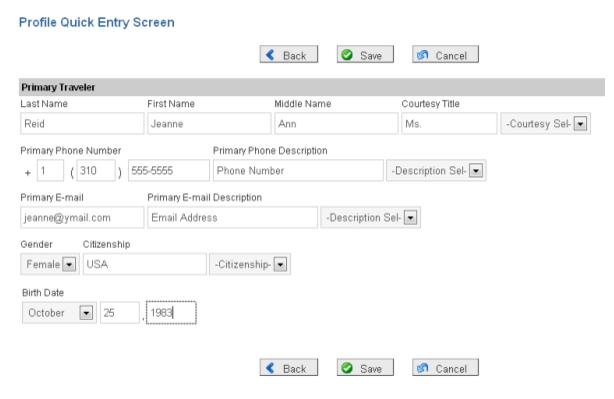 Profile Quick Entry Screen
Back Save Cancel
Primary Traveler
Last Name First Name Middle Name Courtesy Title
Reid Jeanne Ann Ms. -Courtesy Sel-
Primary Phone Number Primary Phone Description
+ 1 ( 310 ) 555-5555 Phone Number -Description Sel-
Primary E-mail Primary E-mail Description
jeanne@ymail.com Email Address -Description Sel-
Gender Citizenship
Female USA -Citizenship-
Birth Date
October 25 , 1983
Back Save Cancel